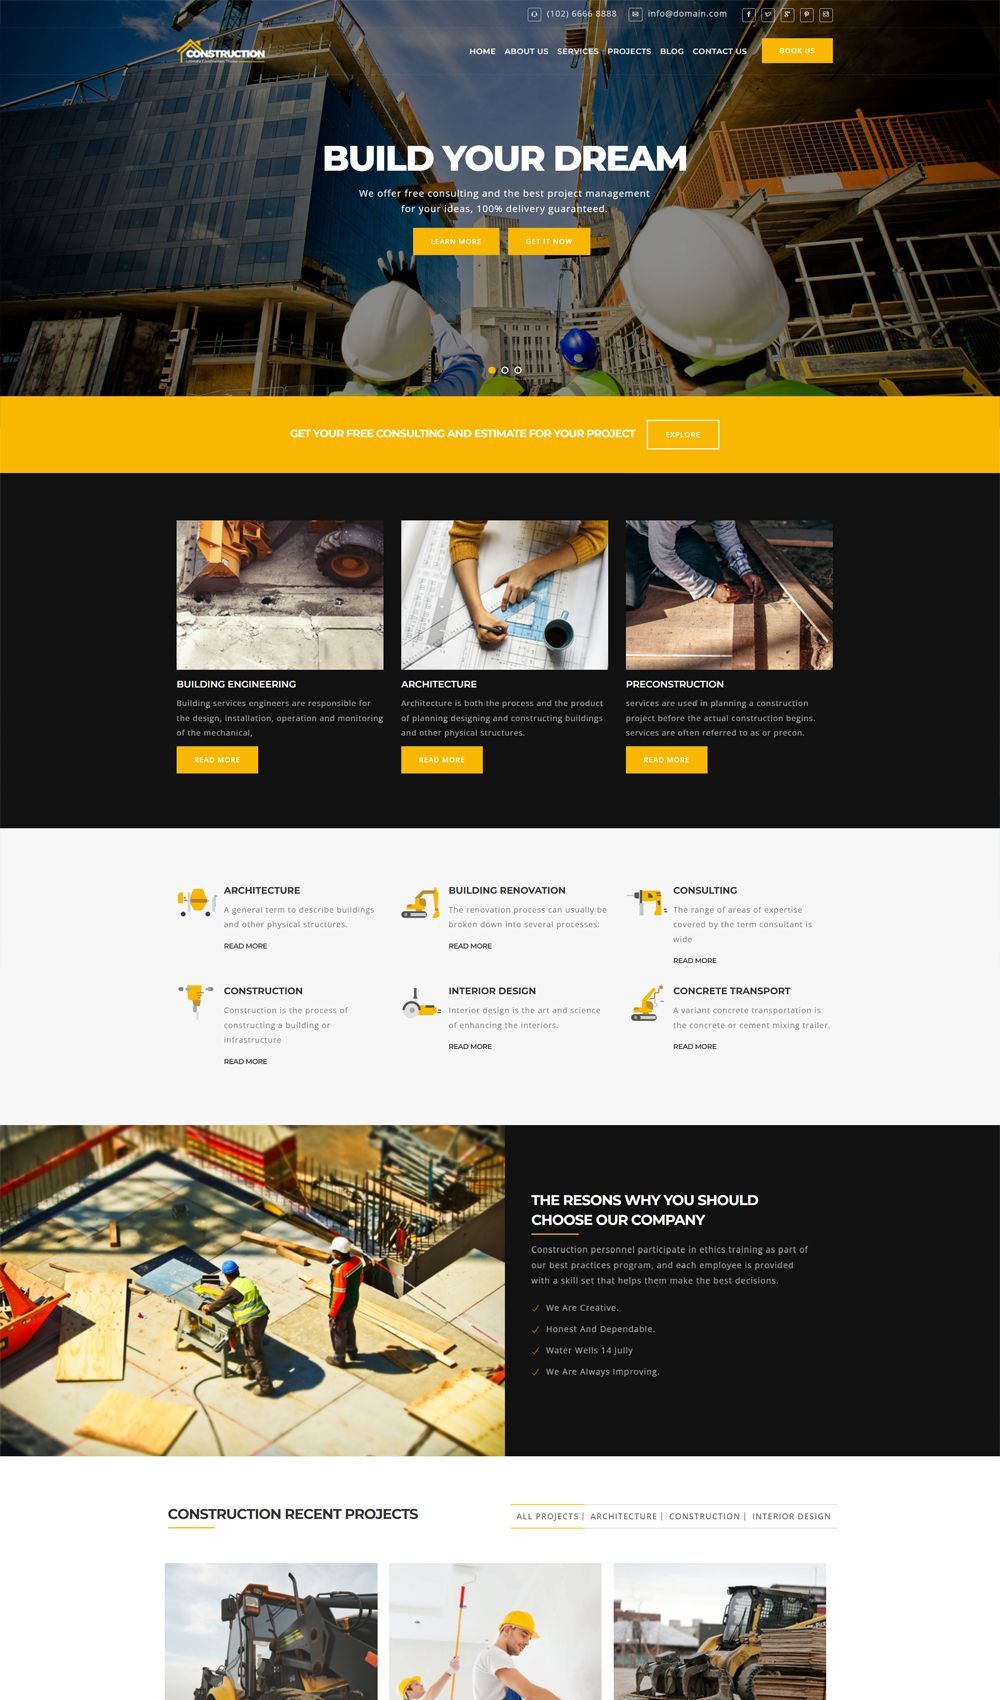 (102) 6666 8888 info@domain.com
CONSTRUCTION
HOME ABOUT US SERVICES PROJECTS BLOG CONTACT US BOOK US
BUILD YOUR DREAM
We offer free consulting and the best project management
for your ideas, 100% delivery guaranteed.
LEARN MORE GET IT NOW
GET YOUR FREE CONSULTING AND ESTIMATE FOR YOUR PROJECT EXPLORE
BUILDING ENGINEERING
Building services engineers are responsible for
the design, installation, operation and monitoring
of the mechanical,
READ MORE
ARCHITECTURE
Architecture is both the process and the product
of planning designing and constructing buildings
and other physical structures.
READ MORE
PRECONSTRUCTION
services are used in planning a construction
project before the actual construction begins.
services are often referred to as or precon.
READ MORE
ARCHITECTURE
A general term to describe buildings
and other physical structures.
READ MORE
BUILDING RENOVATION
The renovation process can usually be
broken down into several processes:
READ MORE
CONSULTING
The range of areas of expertise
covered by the term consultant is
wide
READ MORE
CONSTRUCTION
Construction is the process of
constructing a building or
infrastructure
READ MORE
INTERIOR DESIGN
Interior design is the art and science
of enhancing the interiors.
READ MORE
CONCRETE TRANSPORT
A variant concrete transportation is
the concrete or cement mixing trailer.
READ MORE
THE RESONS WHY YOU SHOULD
CHOOSE OUR COMPANY
Construction personnel participate in ethics training as part of
our best practices program, and each employee is provided
with a skill set that helps them make the best decisions.
We Are Creative.
Honest And Dependable.
Water Wells 14 Jully
We Are Always Improving.
CONSTRUCTION RECENT PROJECTS
ALL PROJECTS | ARCHITECTURE | CONSTRUCTION | INTERIOR DESIGN